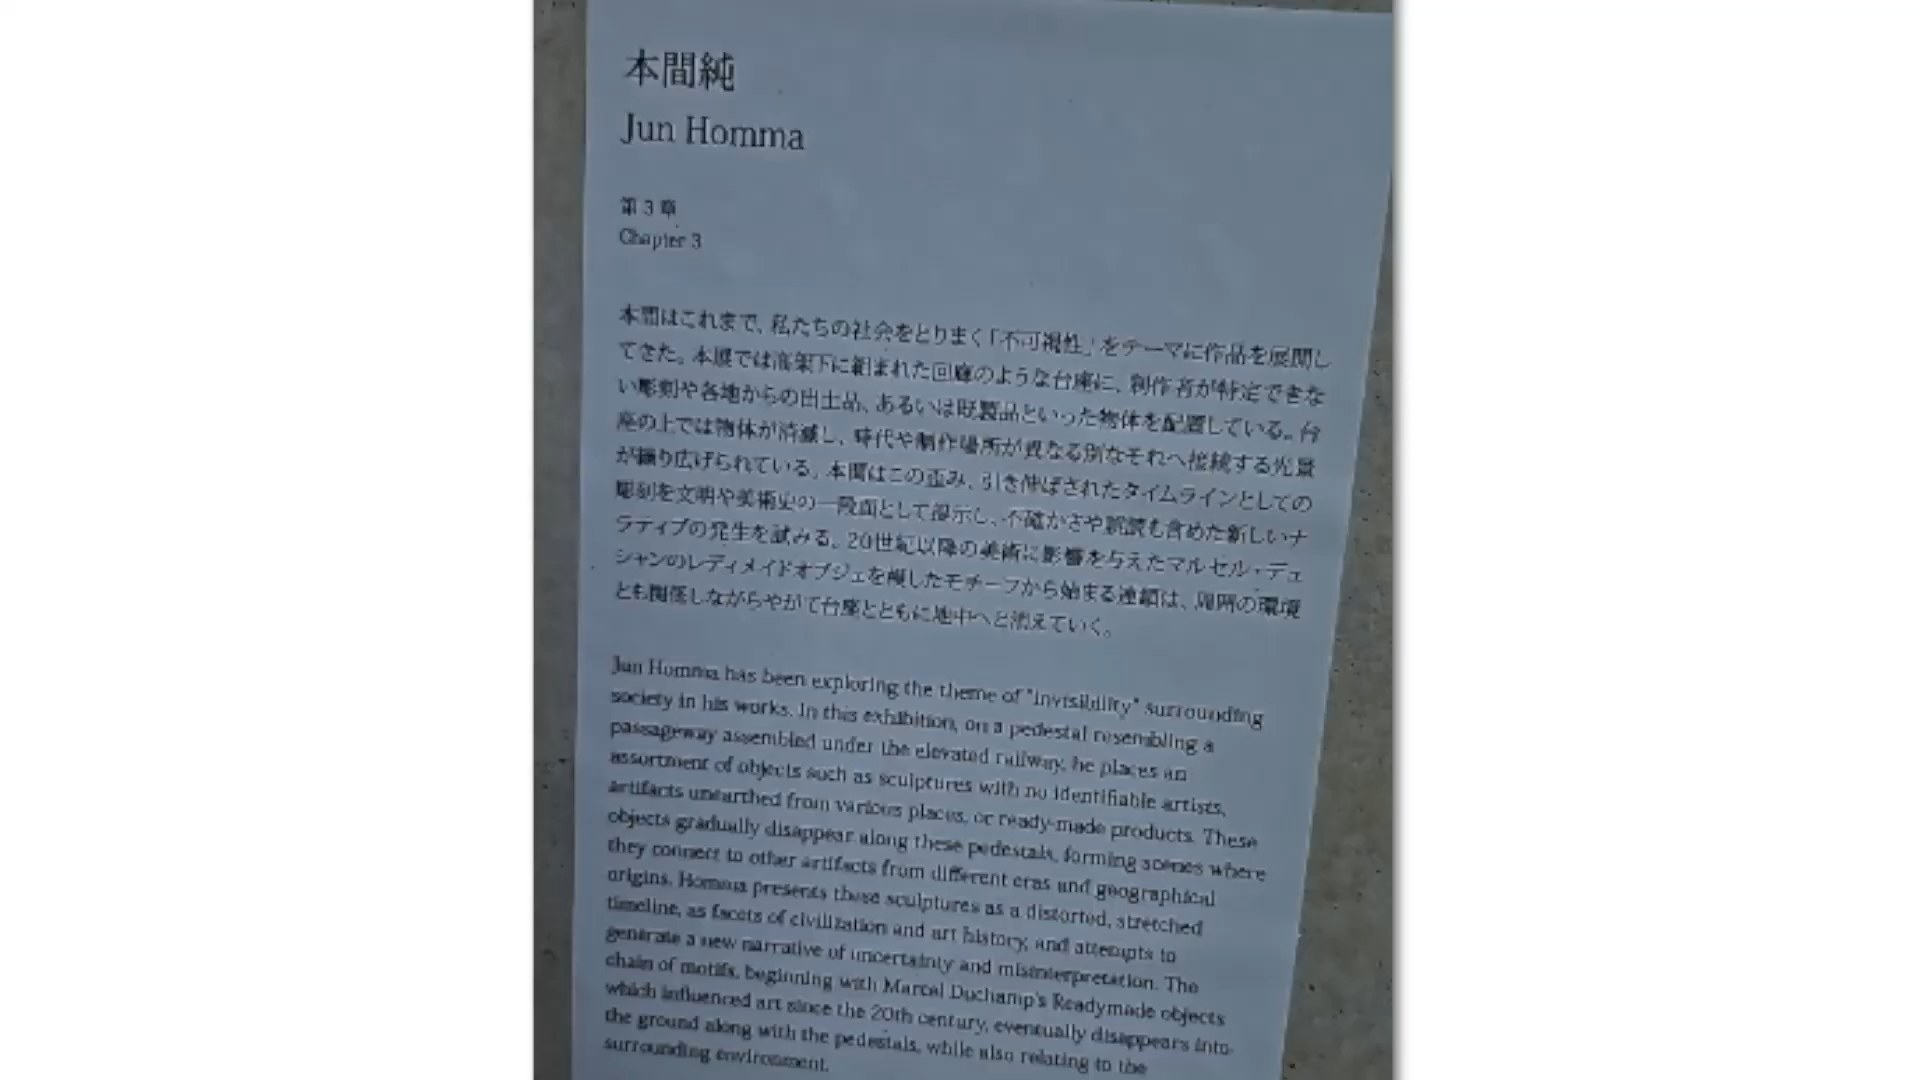 本間純
Jun Homma
第3章
Chapter 3
本間はこれまで、私たちの社会をとりまく「不可視性」をテーマに作品を展開し
てきた。本展では高架下に組まれた回廊のような台座に、制作者が特定できな
い彫刻や各地からの出土品、あるいは既製品といった物体を配置している。台
座の上では物体が消滅し、時代や制作場所が異なる別なそれへ接続する光景
が繰り広げられている。本間はこの歪み、引き伸ばされたタイムラインとしての
彫刻を文明や美術史の一段面として提示し、不確かさや誤読も含めた新しいナ
ラティブの発生を試みる。20世紀以降の美術に影響を与えたマルセル・デュ
シャンのレディメイドオブジェを模したモチーフから始まる連鎖は、周囲の環境
とも関係しながらやがて台座とともに地中へと消えていく。
Jun Homma has been exploring the theme of "invisibility" surrounding
society in his works. In this exhibition, on a pedestal resembling a
passageway assembled under the elevated railway, he places an
assortment of objects such as sculptures with no identifiable artists,
artifacts unearthed from various places, or ready-made products. These
objects gradually disappear along these pedestals, forming scenes where
they connect to other artifacts from different eras and geographical
origins. Homma presents these sculptures as a distorted, stretched
timeline, as facets of civilization and art history, and attempts to
generate a new narrative of uncertainty and misinterpretation. The
chain of motifs, beginning with Marcel Duchamp's Readymade objects
which influenced art since the 20th century, eventually disappears into
the ground along with the pedestals, while also relating to the
surrounding environment.